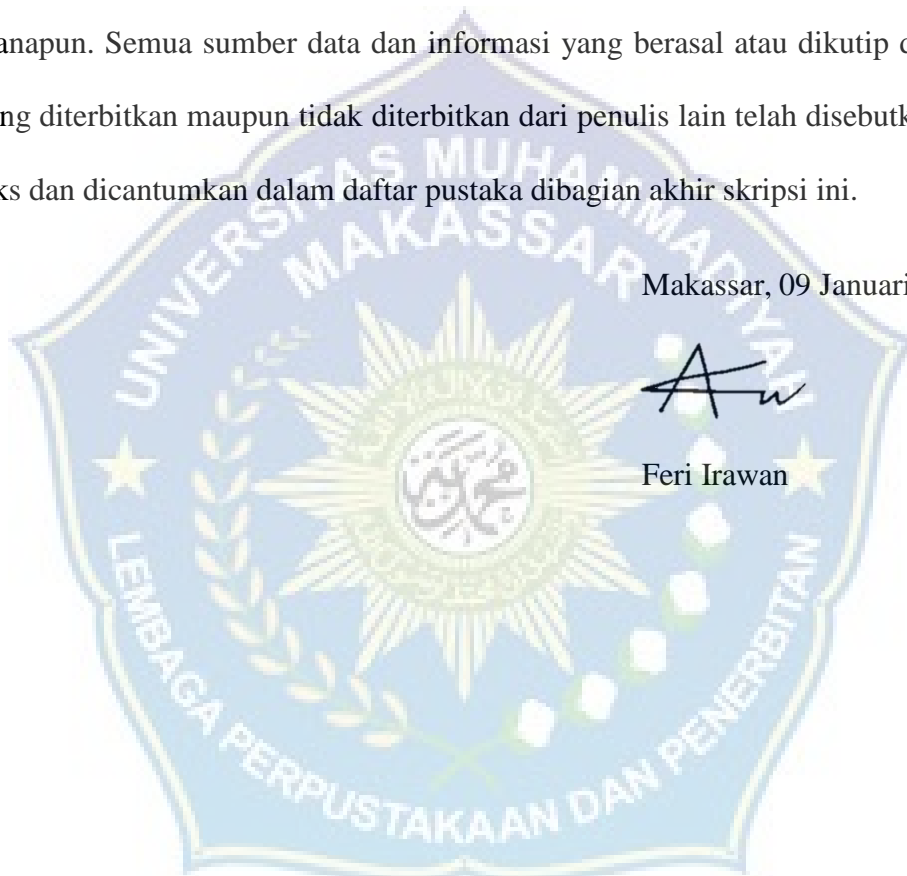 anapun. Semua sumber data dan informasi yang berasal atau dikutip d
ng diterbitkan maupun tidak diterbitkan dari penulis lain telah disebutk
ks dan dicantumkan dalam daftar pustaka dibagian akhir skripsi ini.
Makassar, 09 Januari
Feri Irawan
UNIVERSITAS MUHAMMADIYAH
MAKASSAR
LEMBAGA PERPUSTAKAAN DAN PENERBITAN